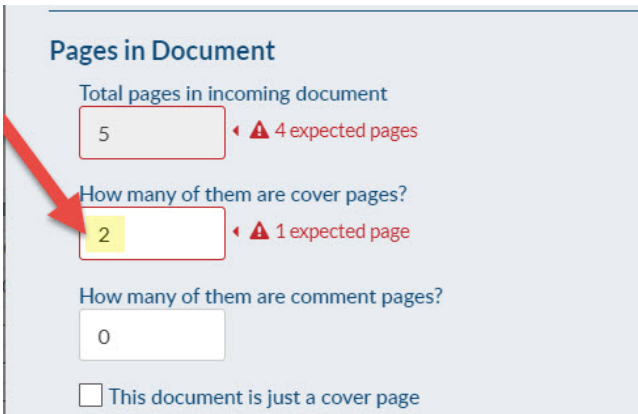 Pages in Document
Total pages in incoming document
5 4 expected pages
How many of them are cover pages?
2 1 expected page
How many of them are comment pages?
0
This document is just a cover page